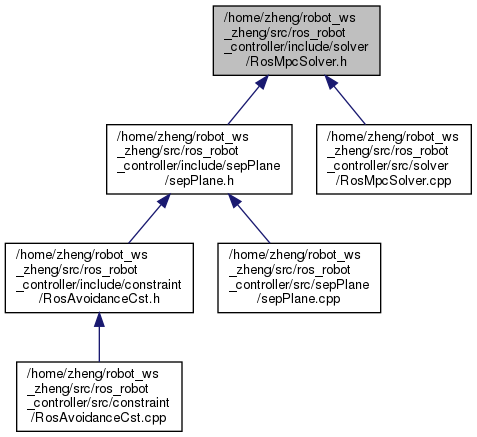 /home/zheng/robot_ws
_zheng/src/ros_robot
_controller/include/solver
/RosMpcSolver.h
/home/zheng/robot_ws
_zheng/src/ros_robot
_controller/include/sepPlane
/sepPlane.h
/home/zheng/robot_ws
_zheng/src/ros_robot
_controller/src/solver
/RosMpcSolver.cpp
/home/zheng/robot_ws
_zheng/src/ros_robot
_controller/include/constraint
/RosAvoidanceCst.h
/home/zheng/robot_ws
_zheng/src/ros_robot
_controller/src/sepPlane
/sepPlane.cpp
/home/zheng/robot_ws
_zheng/src/ros_robot
_controller/src/constraint
/RosAvoidanceCst.cpp